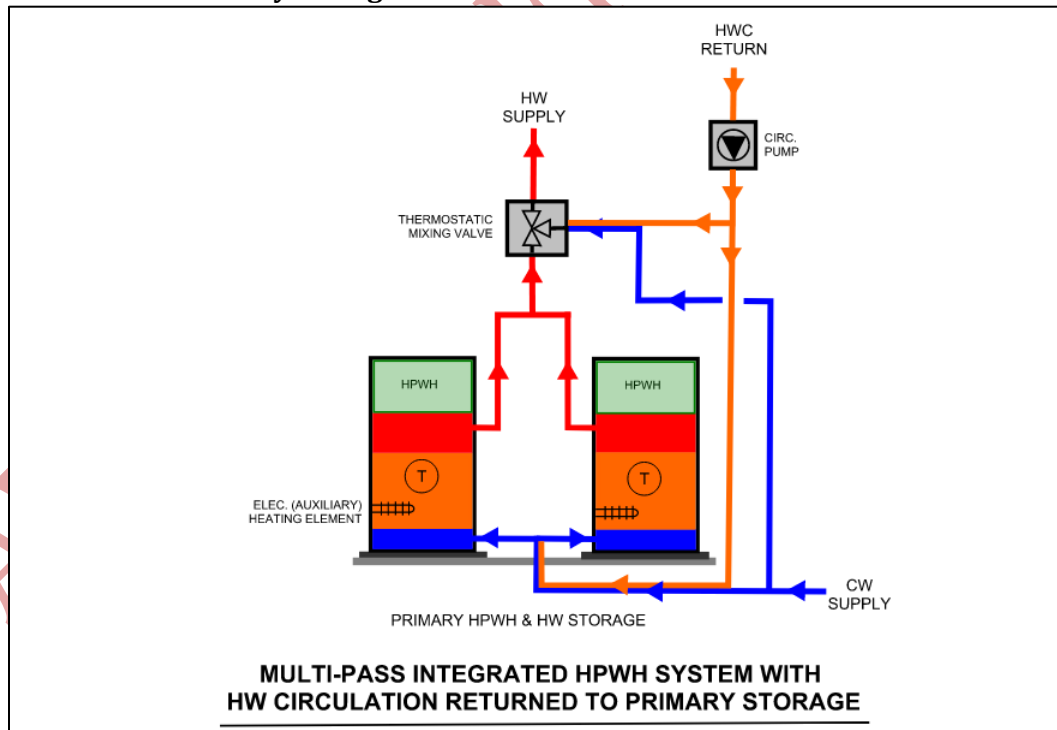 HWC
RETURN
HW
SUPPLY
CIRC.
PUMP
THERMOSTATIC
MIXING VALVE
HPWH
HPWH
T
T
ELEC. (AUXILIARY)
HEATING ELEMENT
CW
SUPPLY
PRIMARY HPWH & HW STORAGE
MULTI-PASS INTEGRATED HPWH SYSTEM WITH
HW CIRCULATION RETURNED TO PRIMARY STORAGE